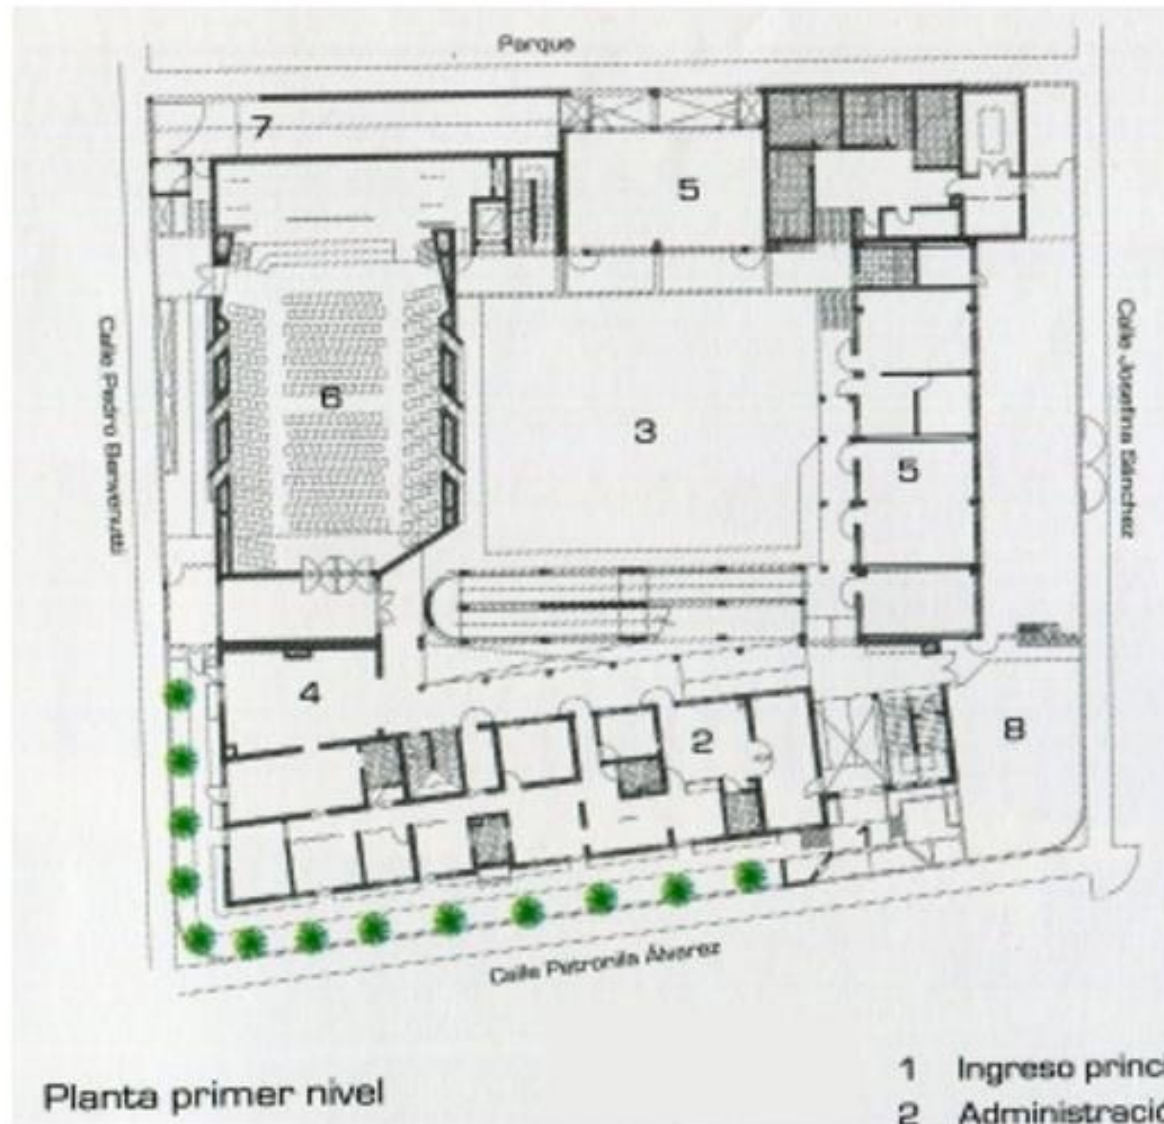 Parque
7
5
Calle Pedro Benvenutti
6
3
5
Calle Josefina Sánchez
4
2
8
1
Calle Petronila Álvarez
Planta primer nivel
1 Ingreso princ
2 Administració